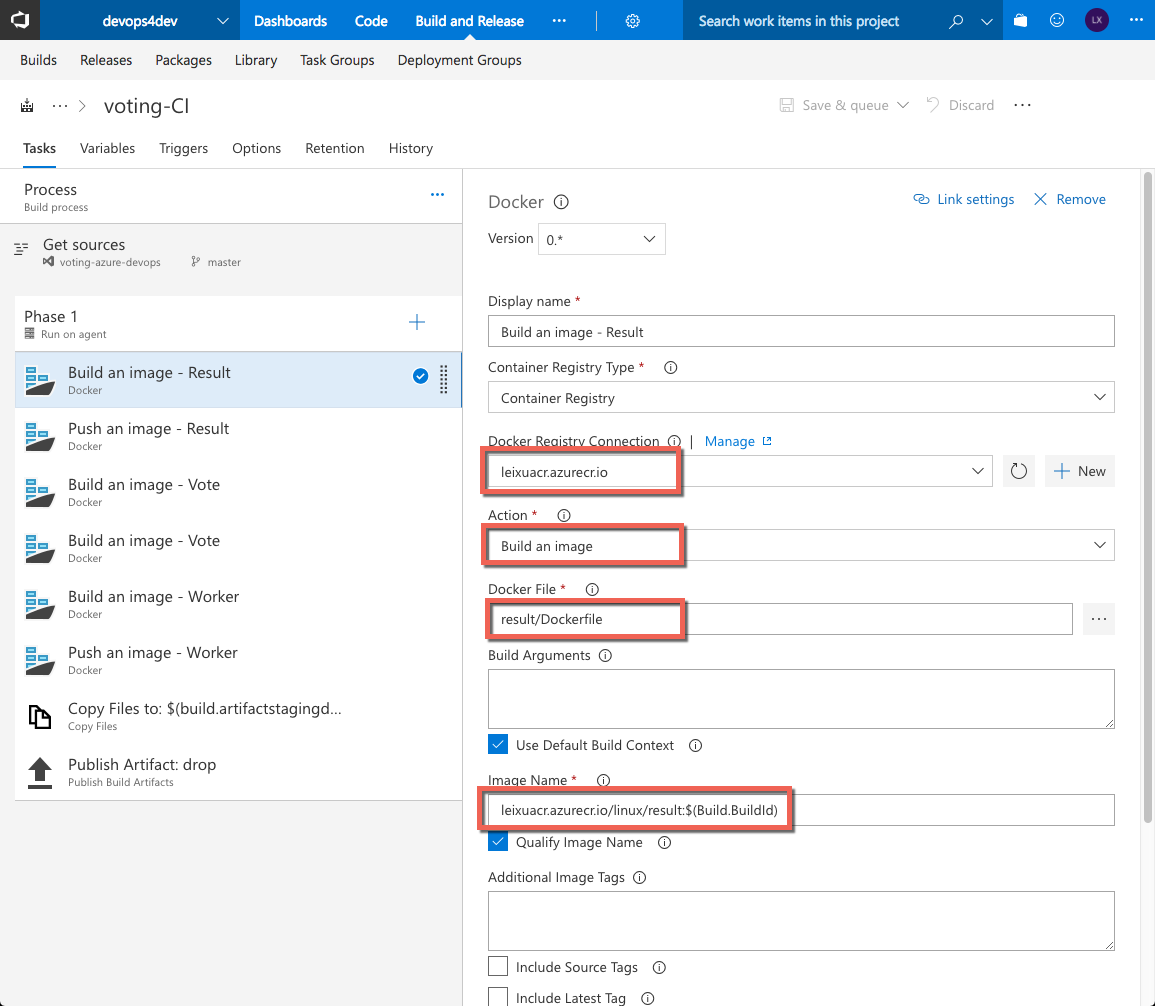 devops4dev Dashboards Code Build and Release ... Search work items in this project LX ...
Builds Releases Packages Library Task Groups Deployment Groups
... voting-CI Save & queue Discard ...
Tasks Variables Triggers Options Retention History
Process ...
Build process
Get sources
voting-azure-devops master
Phase 1
Run on agent
Build an image - Result
Docker
Push an image - Result
Docker
Build an image - Vote
Docker
Build an image - Vote
Docker
Build an image - Worker
Docker
Push an image - Worker
Docker
Copy Files to: $(build.artifactstagingd...
Copy Files
Publish Artifact: drop
Publish Build Artifacts
Docker Link settings Remove
Version 0.*
Display name *
Build an image - Result
Container Registry Type *
Container Registry
Docker Registry Connection | Manage
leixuacr.azurecr.io New
Action *
Build an image
Docker File *
result/Dockerfile ...
Build Arguments
Use Default Build Context
Image Name *
leixuacr.azurecr.io/linux/result:$(Build.BuildId)
Qualify Image Name
Additional Image Tags
Include Source Tags
Include Latest Tag